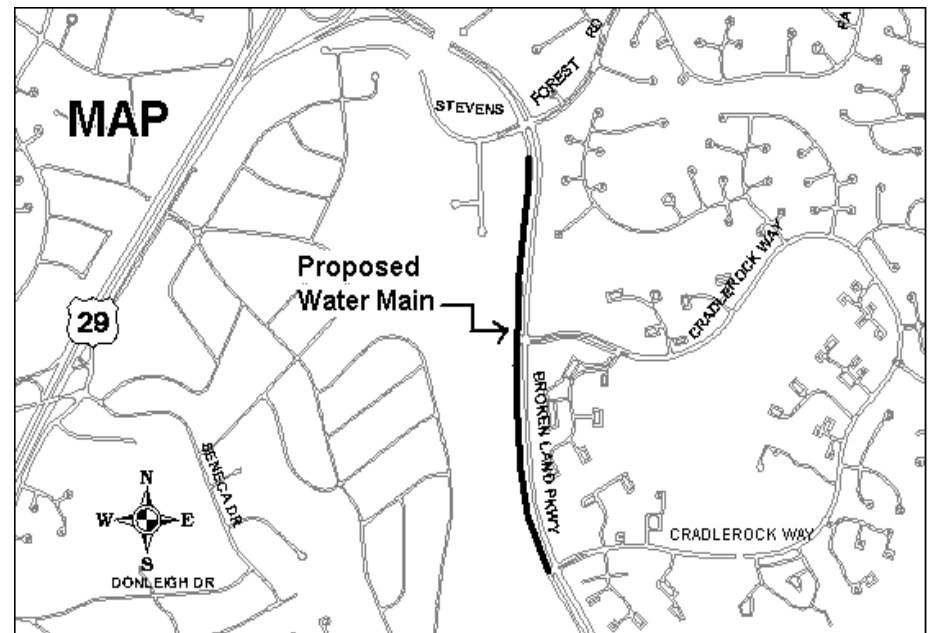 RD
RA
FOREST
STEVENS
MAP
CRADLEROCK WAY
Proposed
Water Main
29
BROKEN LAND PKWY
SENECA DR
N
W E
S
CRADLEROCK WAY
DONLEIGH DR